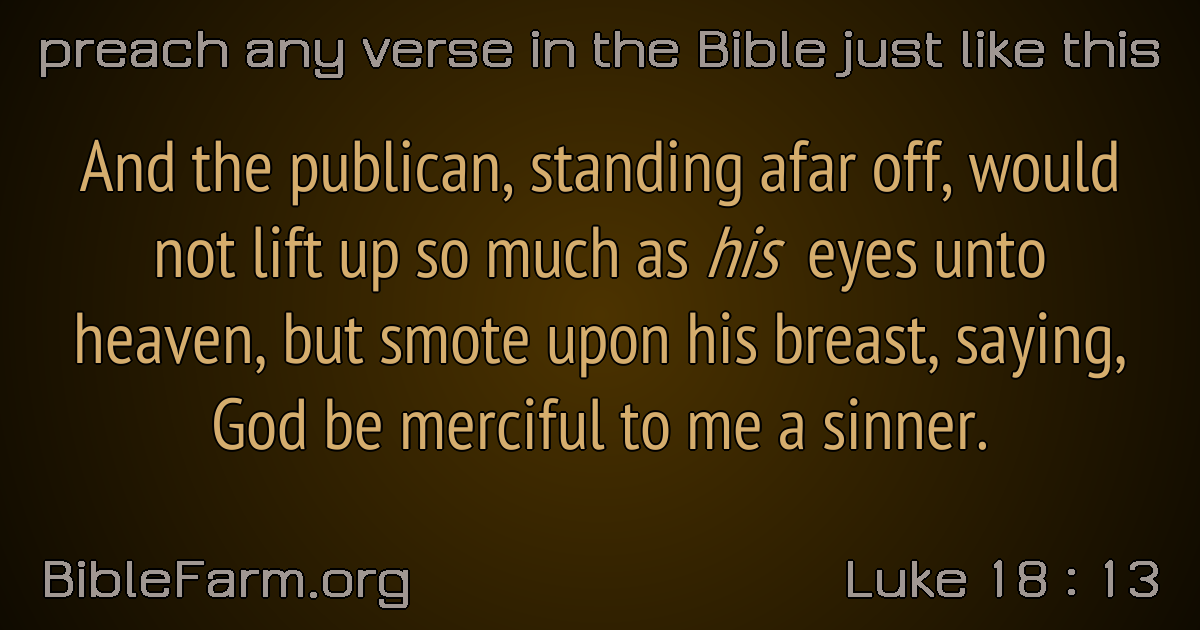 preach any verse in the Bible just like this
And the publican, standing afar off, would
not lift up so much as his eyes unto
heaven, but smote upon his breast, saying,
God be merciful to me a sinner.
BibleFarm.org
Luke 18 : 13